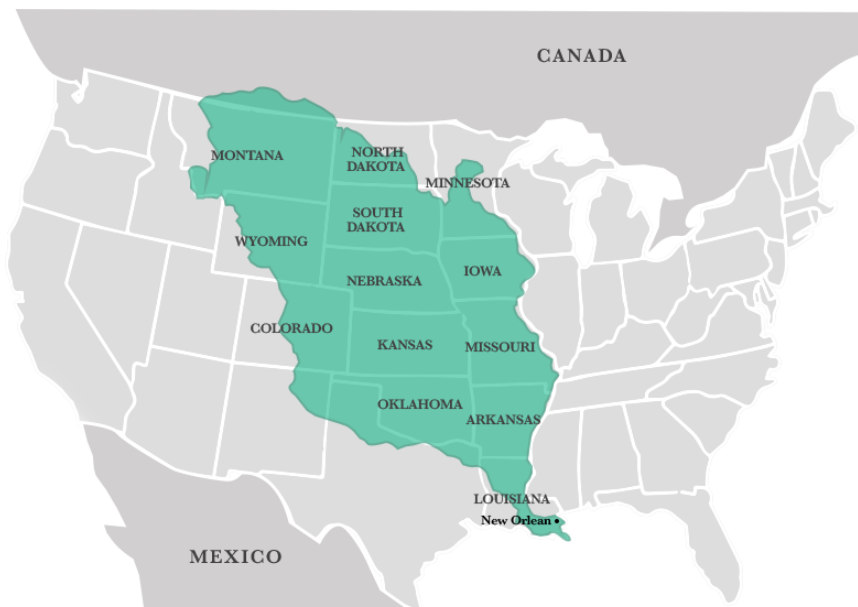 CANADA
MONTANA
NORTH
DAKOTA
MINNESOTA
SOUTH
DAKOTA
WYOMING
IOWA
NEBRASKA
COLORADO
KANSAS
MISSOURI
OKLAHOMA
ARKANSAS
LOUISIANA
New Orlean
MEXICO